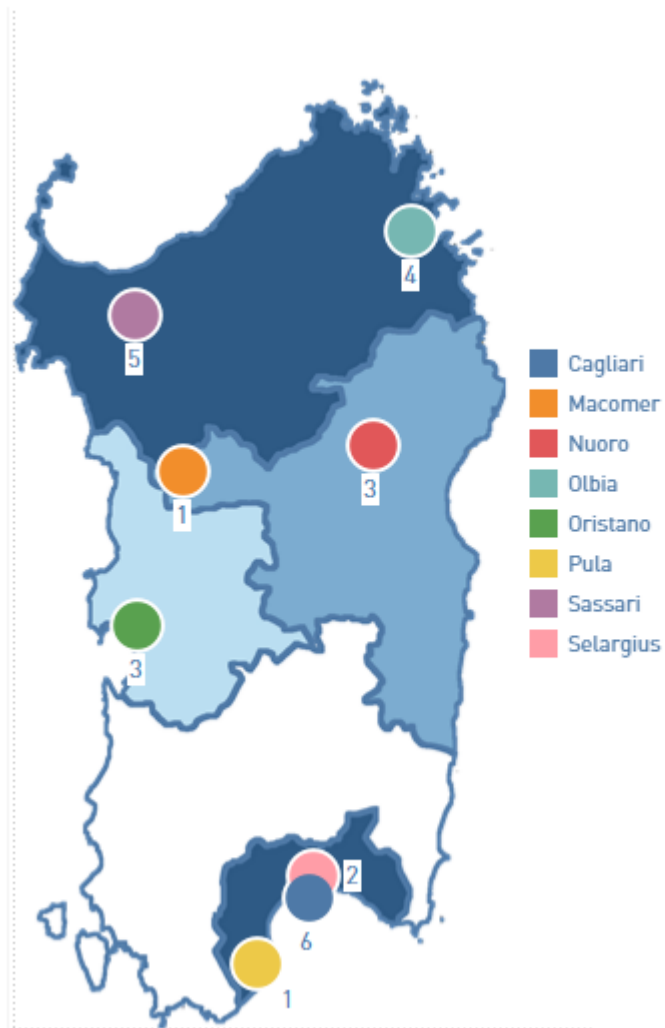 4
5
Cagliari
Macomer
Nuoro
Olbia
Oristano
Pula
Sassari
Selargius
3
1
3
2
6
1